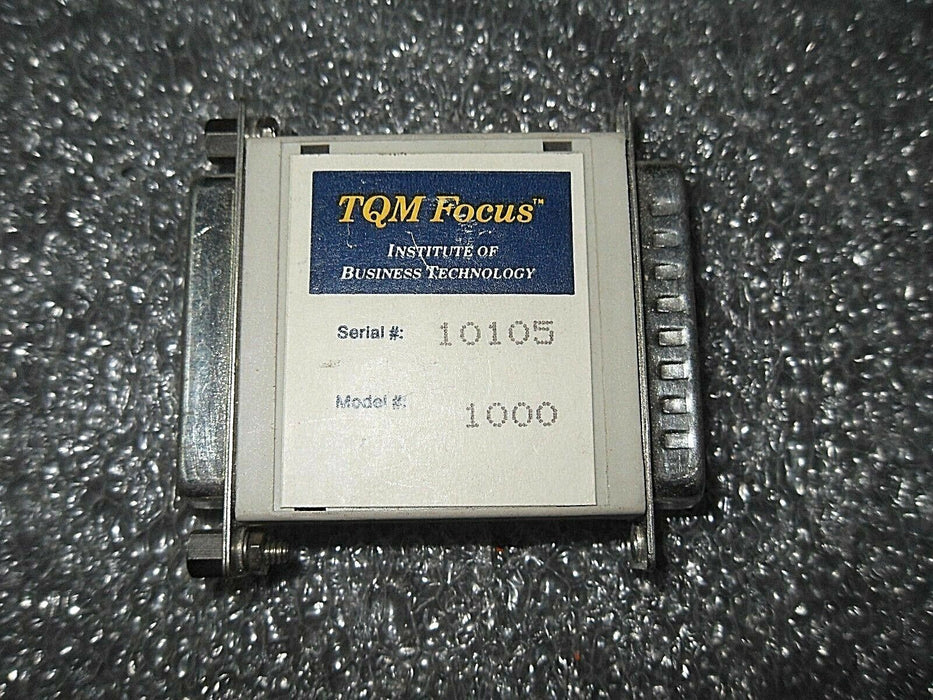 TQM Focus™
INSTITUTE OF
BUSINESS TECHNOLOGY
Serial #: 10105
Model #: 1000